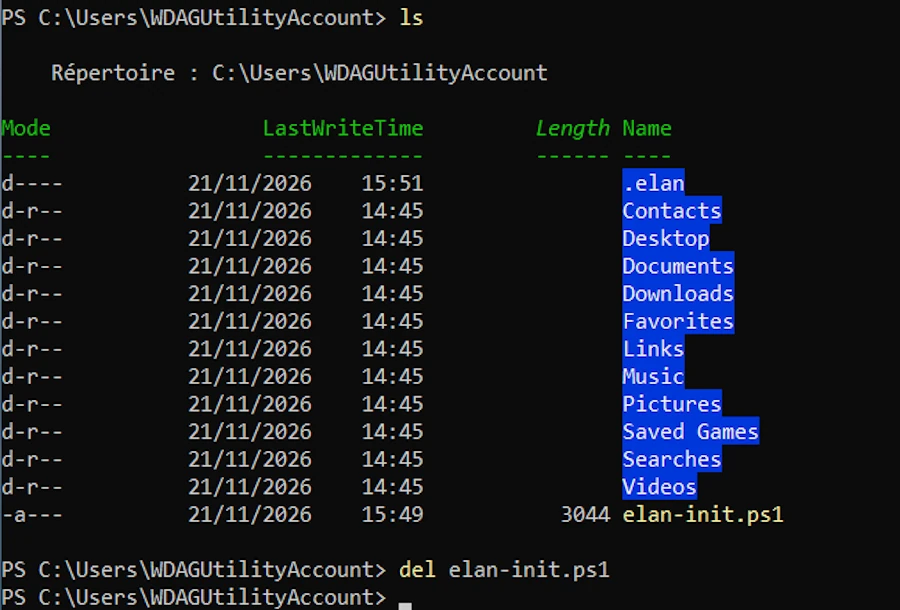 PS C:\Users\WDAGUtilityAccount> ls
Répertoire : C:\Users\WDAGUtilityAccount
Mode LastWriteTime Length Name
---- ------------- ------ ----
d---- 21/11/2026 15:51 .elan
d-r-- 21/11/2026 14:45 Contacts
d-r-- 21/11/2026 14:45 Desktop
d-r-- 21/11/2026 14:45 Documents
d-r-- 21/11/2026 14:45 Downloads
d-r-- 21/11/2026 14:45 Favorites
d-r-- 21/11/2026 14:45 Links
d-r-- 21/11/2026 14:45 Music
d-r-- 21/11/2026 14:45 Pictures
d-r-- 21/11/2026 14:45 Saved Games
d-r-- 21/11/2026 14:45 Searches
d-r-- 21/11/2026 14:45 Videos
-a--- 21/11/2026 15:49 3044 elan-init.ps1
PS C:\Users\WDAGUtilityAccount> del elan-init.ps1
PS C:\Users\WDAGUtilityAccount>